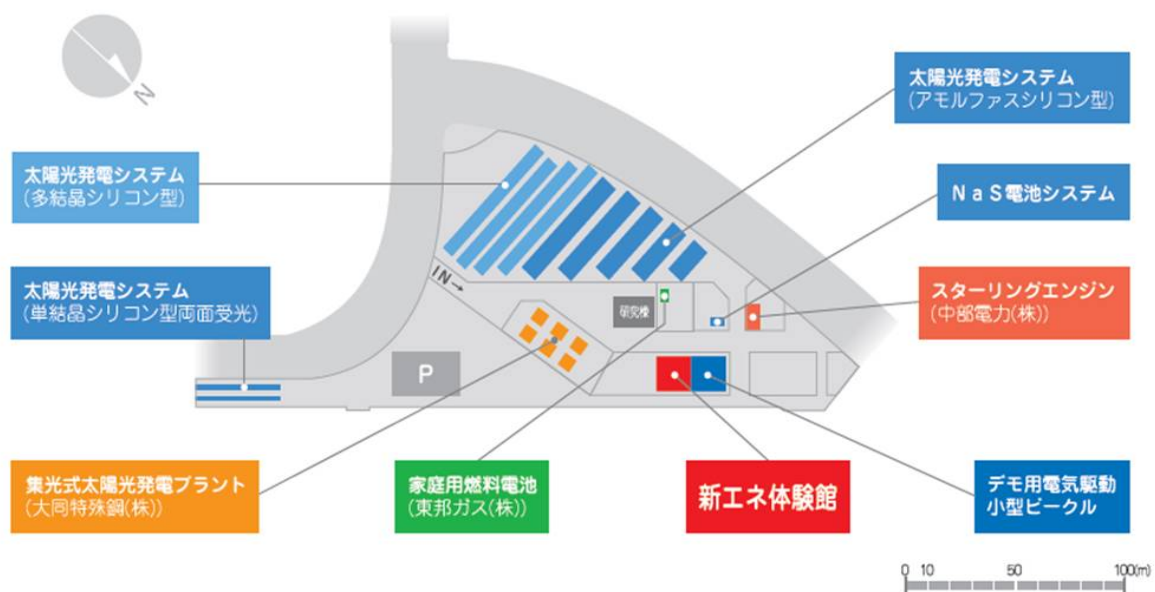 N
太陽光発電システム
(アモルファスシリコン型)
太陽光発電システム
(多結晶シリコン型)
NaS電池システム
太陽光発電システム
(単結晶シリコン型両面受光)
IN→
スターリングエンジン
(中部電力(株))
研究棟
P
集光式太陽光発電プラント
(大同特殊鋼(株))
家庭用燃料電池
(東邦ガス(株))
新エネ体験館
デモ用電気駆動
小型ビークル
0 10 50 100(m)